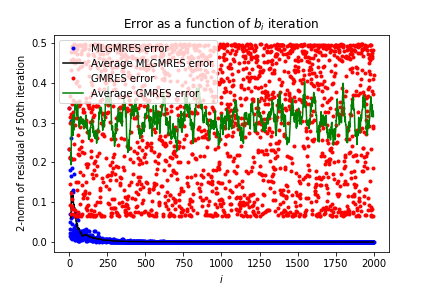 Error as a function of b_i iteration
MLGMRES error
Average MLGMRES error
GMRES error
Average GMRES error
2-norm of residual of 50th iteration
0.5
0.4
0.3
0.2
0.1
0.0
0 250 500 750 1000 1250 1500 1750 2000
i